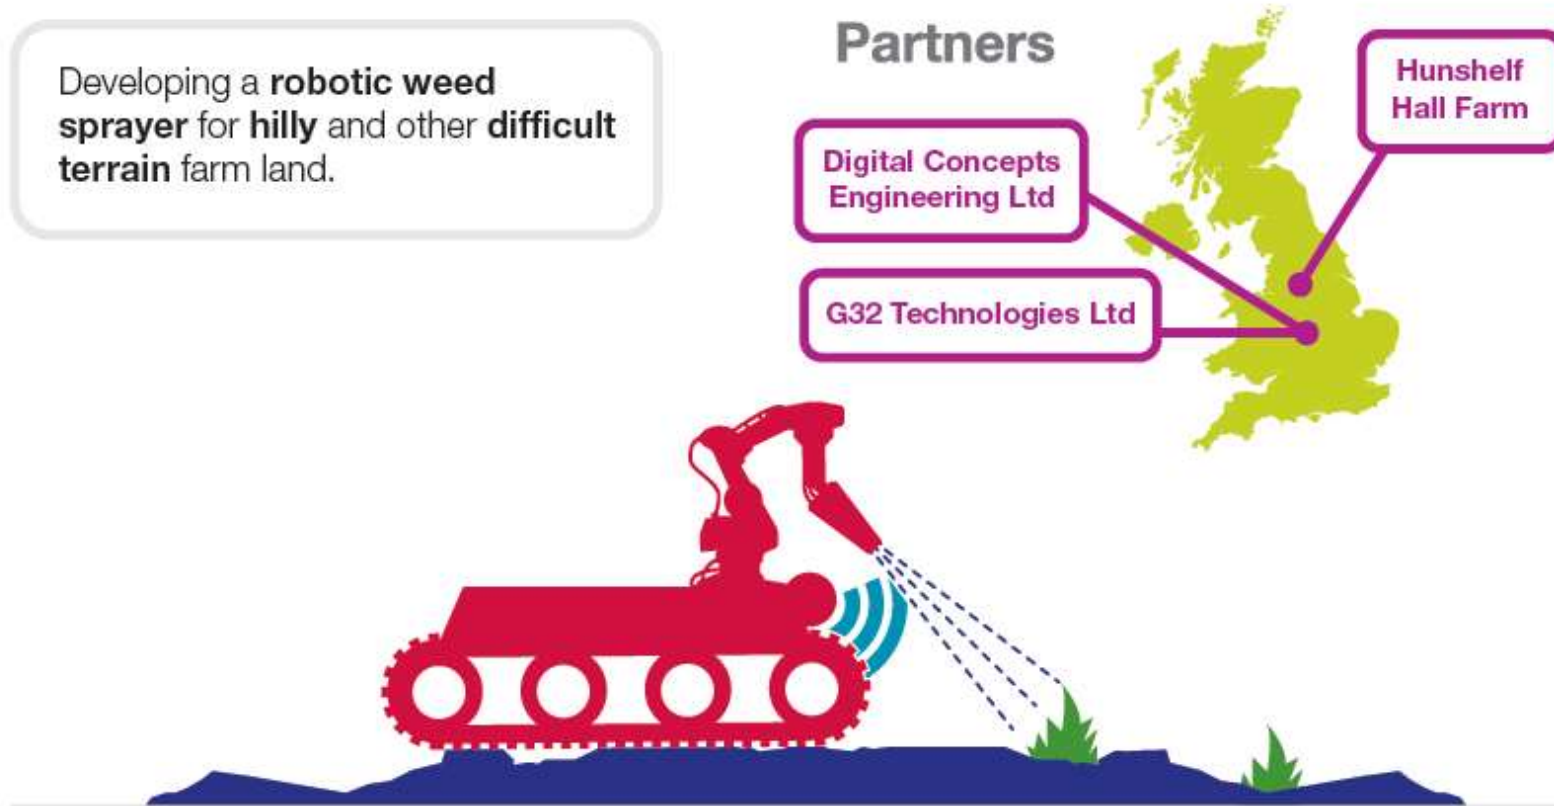 Developing a robotic weed
sprayer for hilly and other difficult
terrain farm land.
Partners
Hunshelf
Hall Farm
Digital Concepts
Engineering Ltd
G32 Technologies Ltd